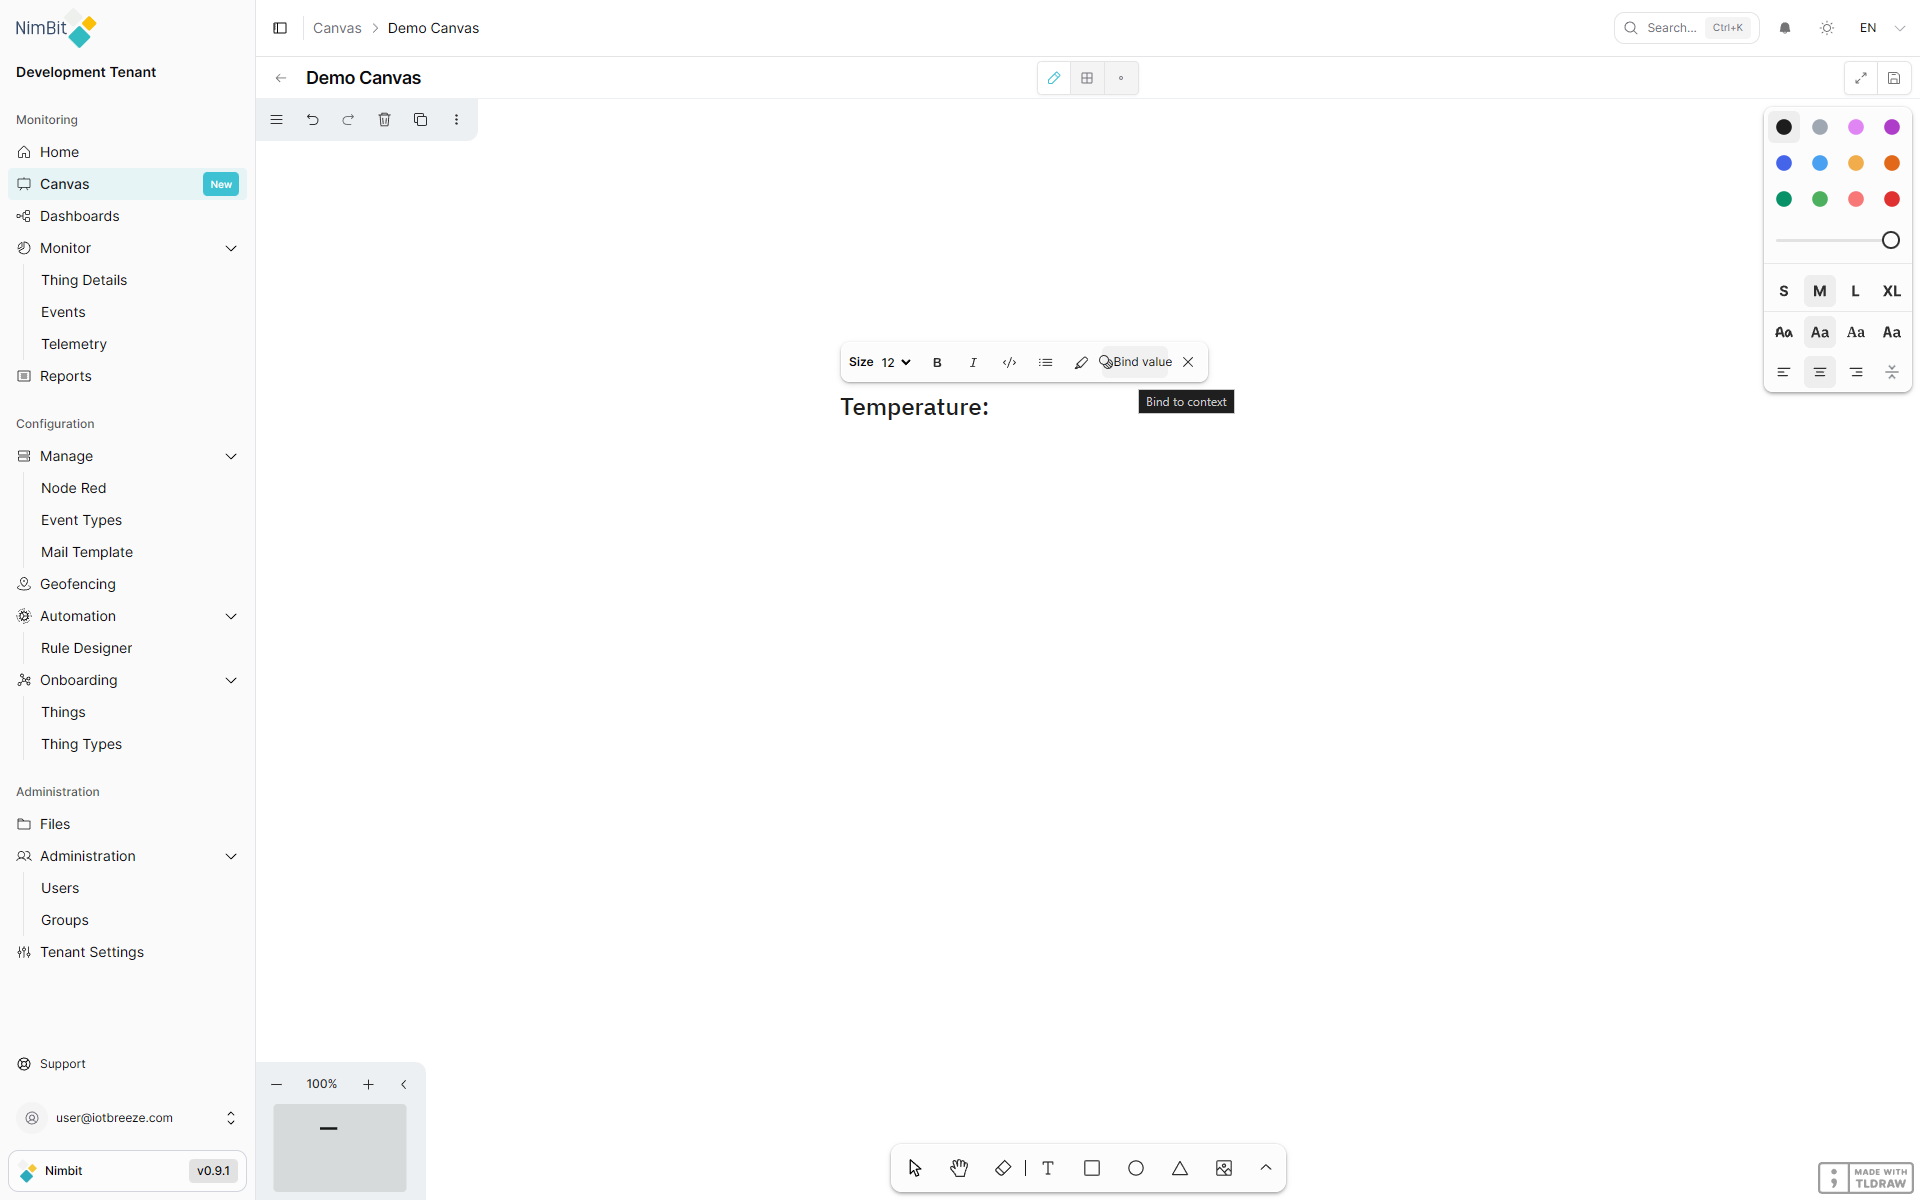 NimBit
Development Tenant
Monitoring
Home
Canvas
New
Dashboards
Monitor
Thing Details
Events
Telemetry
Reports
Configuration
Manage
Node Red
Event Types
Mail Template
Geofencing
Automation
Rule Designer
Onboarding
Things
Thing Types
Administration
Files
Administration
Users
Groups
Tenant Settings
Support
user@iotbreeze.com
Nimbit
v0.9.1
Canvas
Demo Canvas
Search...
Ctrl+K
EN
Demo Canvas
Size 12
B
I
</>
Bind value
Bind to context
Temperature:
S M L XL
Aa Aa Aa Aa
100%
T
MADE WITH
TLDRAW